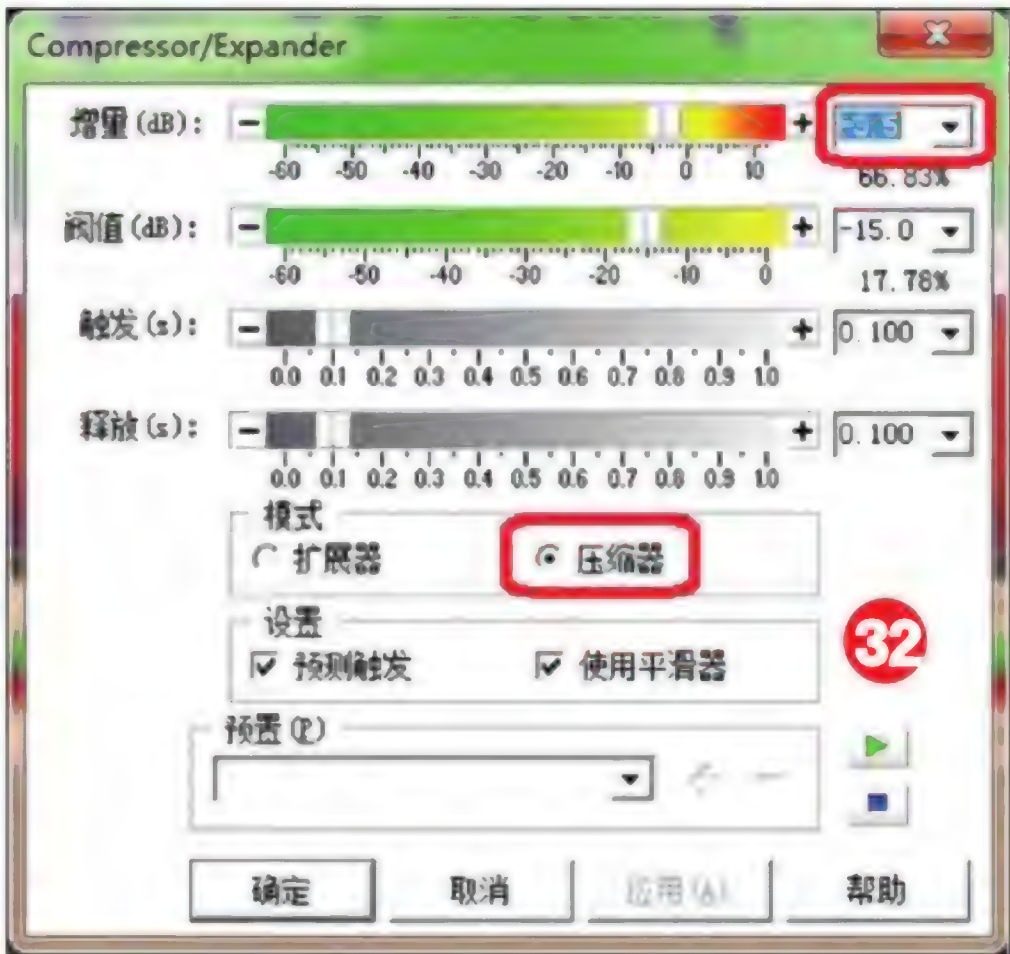 Compressor/Expander
增量(dB): - +
-60 -50 -40 -30 -20 -10 0 10
66.83%
阀值(dB): - + -15.0
-60 -50 -40 -30 -20 -10 0
17.78%
触发(s): - + 0.100
0.0 0.1 0.2 0.3 0.4 0.5 0.6 0.7 0.8 0.9 1.0
释放(s): - + 0.100
0.0 0.1 0.2 0.3 0.4 0.5 0.6 0.7 0.8 0.9 1.0
模式
扩展器 压缩器
设置
预测触发 使用平滑器
32
预置(P)
确定 取消 应用(A) 帮助